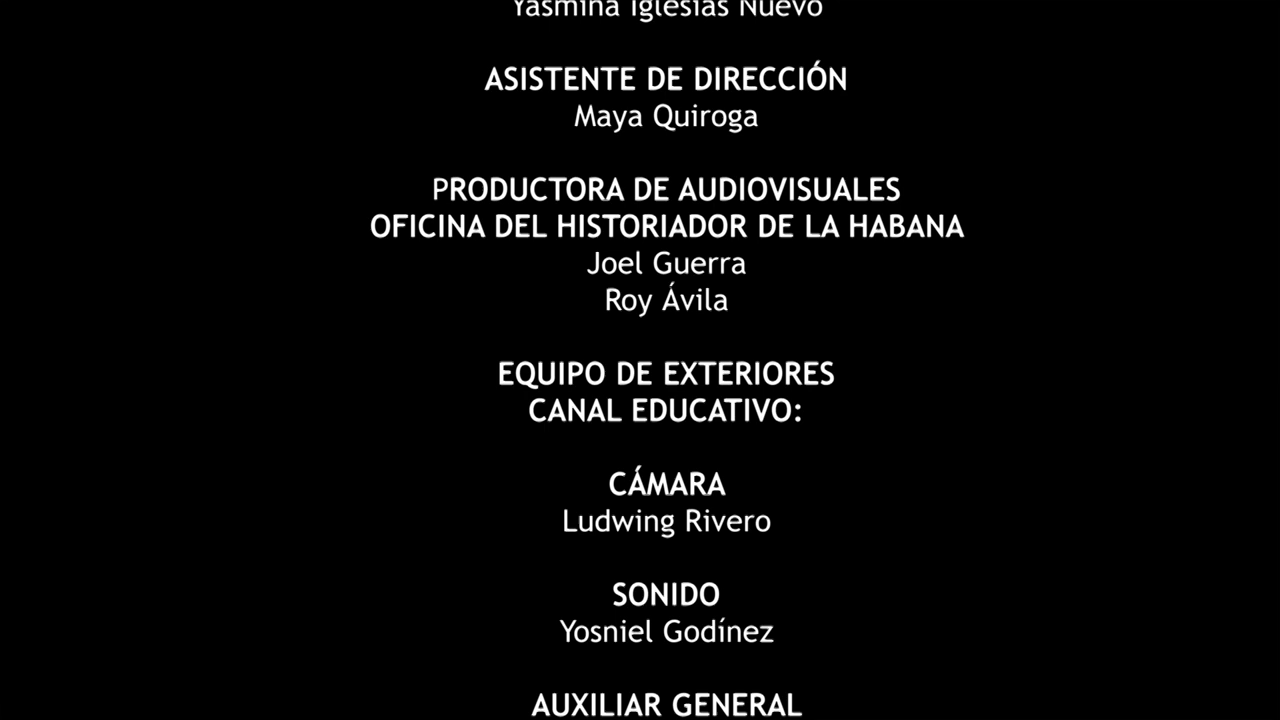 Yasmina Iglesias Nuevo
ASISTENTE DE DIRECCIÓN
Maya Quiroga
PRODUCTORA DE AUDIOVISUALES
OFICINA DEL HISTORIADOR DE LA HABANA
Joel Guerra
Roy Ávila
EQUIPO DE EXTERIORES
CANAL EDUCATIVO:
CÁMARA
Ludwing Rivero
SONIDO
Yosniel Godínez
AUXILIAR GENERAL